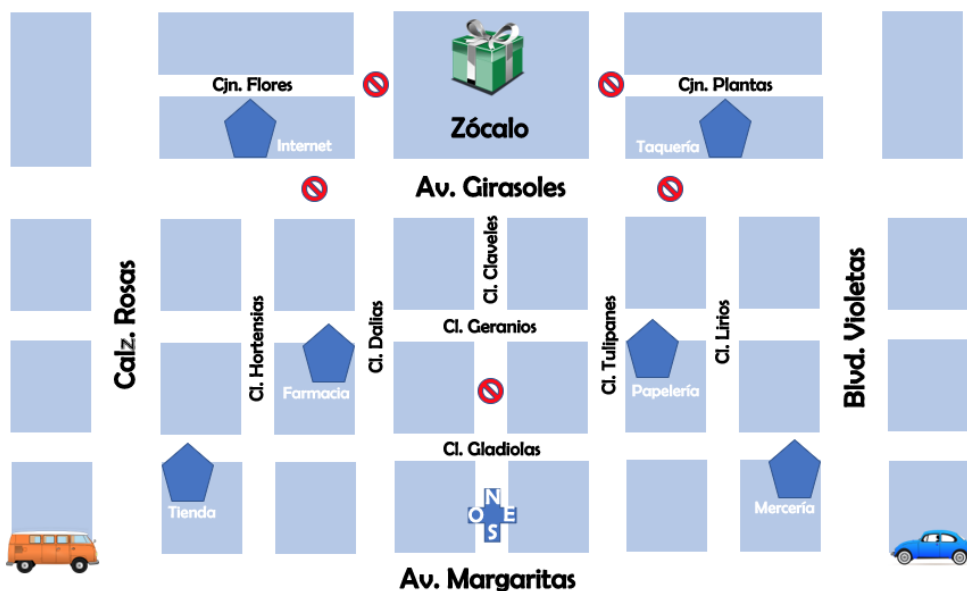 Cjn. Flores
Cjn. Plantas
Zócalo
Internet
Taquería
Av. Girasoles
Cl. Claveles
Calz. Rosas
Cl. Hortensias
Cl. Dalias
Cl. Geranios
Cl. Tulipanes
Cl. Lirios
Blvd. Violetas
Farmacia
Papelería
Cl. Gladiolas
Tienda
N
O E
S
Mercería
Av. Margaritas